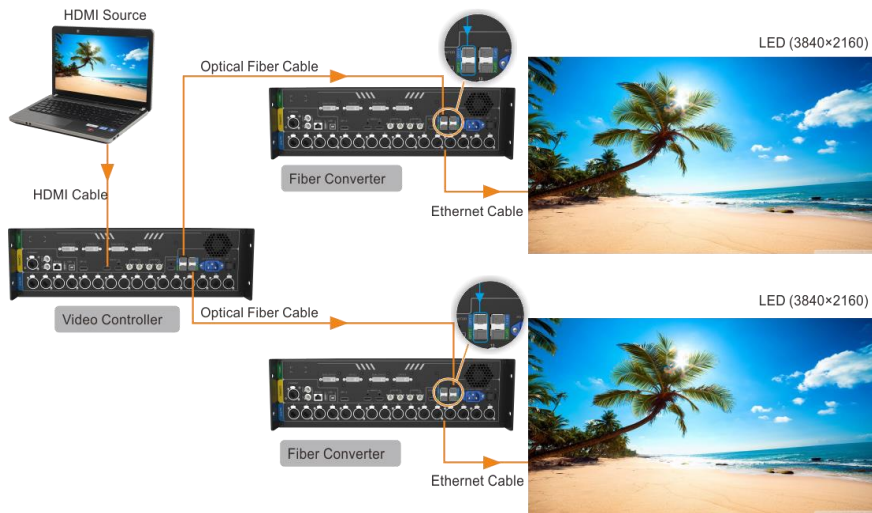 HDMI Source
Optical Fiber Cable
LED (3840×2160)
Fiber Converter
HDMI Cable
Ethernet Cable
Video Controller
Optical Fiber Cable
LED (3840×2160)
Fiber Converter
Ethernet Cable